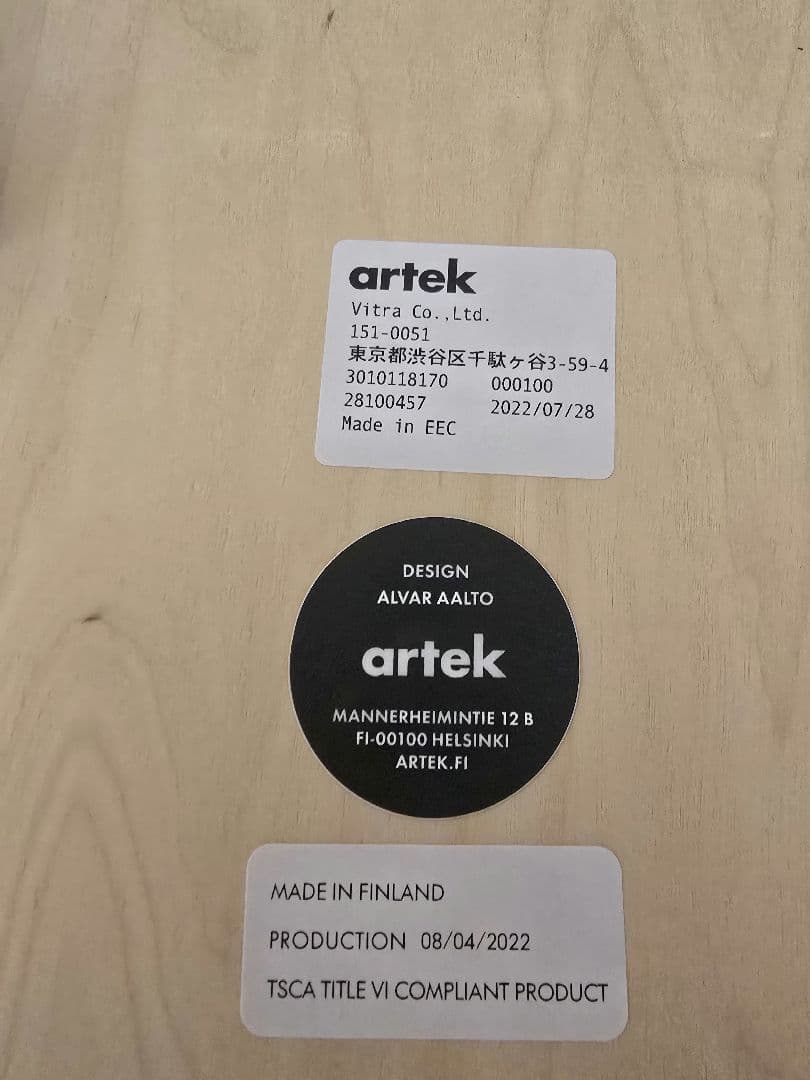 artek
Vitra Co.,Ltd.
151-0051
東京都渋谷区千駄ヶ谷3-59-4
3010118170 000100
28100457 2022/07/28
Made in EEC
DESIGN
ALVAR AALTO
artek
MANNERHEIMINTIE 12 B
FI-00100 HELSINKI
ARTEK.FI
MADE IN FINLAND
PRODUCTION 08/04/2022
TSCA TITLE VI COMPLIANT PRODUCT